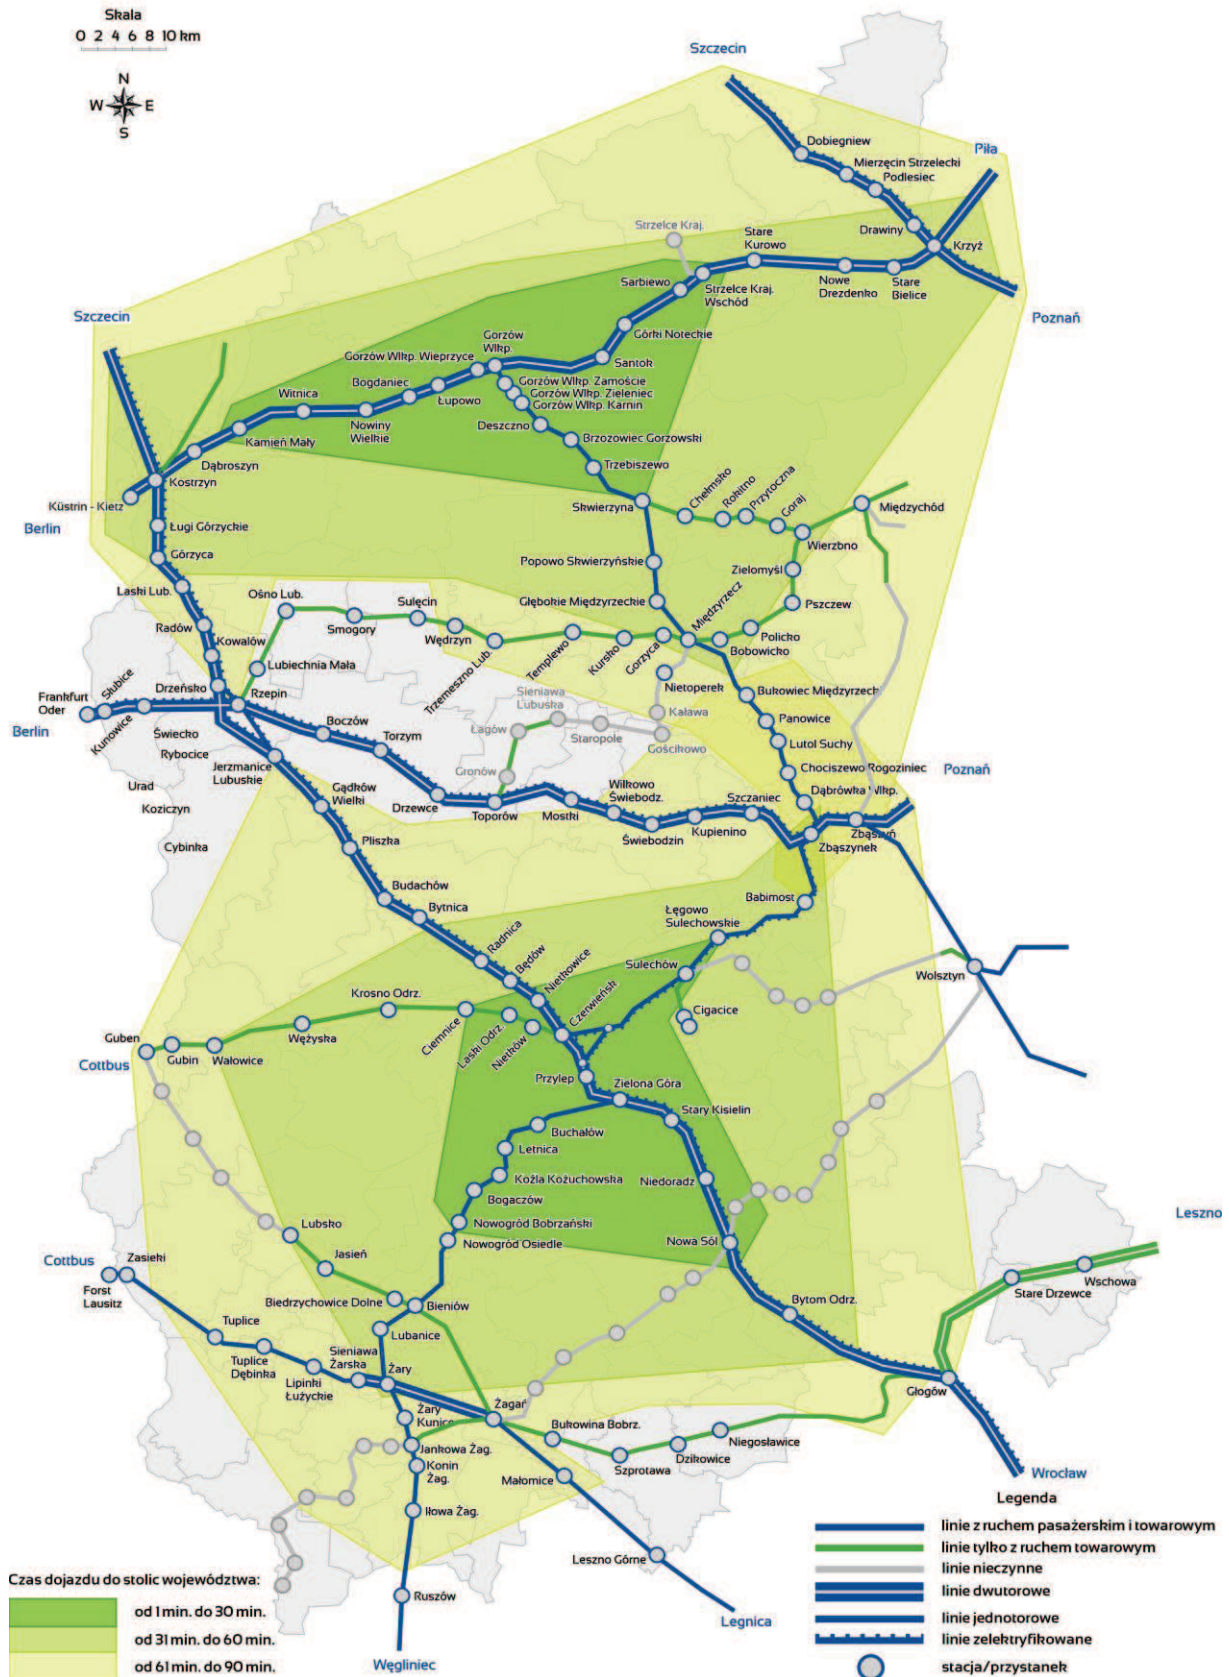 Skala
0 2 4 6 8 10 km
N
W E
S
Szczecin
Dobiegniew
Mierzęcin Strzelecki
Podlesiec
Piła
Drawiny
Krzyż
Strzelce Kraj.
Stare
Kurowo
Sarbiewo
Strzelce Kraj.
Wschód
Nowe
Drezdenko
Stare
Bielice
Poznań
Szczecin
Górki Noteckie
Gorzów
Wlkp.
Santok
Gorzów Wlkp. Wieprzyce
Gorzów Wlkp. Zamoście
Gorzów Wlkp. Zieleniec
Gorzów Wlkp. Karnin
Bogdaniec
Łupowo
Witnica
Nowiny
Wielkie
Kamień Mały
Deszczno
Brzozowiec Gorzowski
Trzebiszewo
Dąbroszyn
Kostrzyn
Küstrin - Kietz
Berlin
Skwierzyna
Chełmsko
Rokitno
Przytoczna
Goraj
Międzychód
Wierzbno
Ługi Górzyckie
Górzyca
Popowo Skwierzyńskie
Zielomyśl
Laski Lub.
Głębokie Międzyrzeckie
Pszczew
Ośno Lub.
Smogory
Sulęcin
Wędrzyn
Trzemeszno Lub.
Templewo
Kursko
Gorzyca
Międzyrzecz
Bobowicko
Policko
Radów
Kowalów
Lubiechnia Mała
Nietoperek
Bukowiec Międzyrzeck
Drzeńsko
Rzepin
Frankfurt
Oder
Słubice
Kunowice
Berlin
Świecko
Rybocice
Jerzmanice
Lubuskie
Boczów
Torzym
Sieniawa
Lubuska
Łagów
Staropole
Kaława
Gościkowo
Gronów
Panowice
Lutol Suchy
Chociszewo Rogoziniec
Poznań
Urad
Koziczyn
Cybinka
Gądków
Wielki
Pliszka
Drzewce
Toporów
Mostki
Wilkowo
Świebodz.
Świebodzin
Kupienino
Szczaniec
Dąbrówka Wlkp.
Zbąszyń
Zbąszynek
Budachów
Bytnica
Radnica
Będów
Nietkowice
Czerwieńsk
Babimost
Łęgowo
Sulechowskie
Sulechów
Cigacice
Wolsztyn
Krosno Odrz.
Wężyska
Ciemnice
Laski Odrz.
Nietków
Guben
Gubin
Wałowice
Cottbus
Przylep
Zielona Góra
Stary Kisielin
Buchałów
Letnica
Koźla Kożuchowska
Bogaczów
Nowogród Bobrzański
Nowogród Osiedle
Niedoradz
Nowa Sól
Leszno
Lubsko
Jasień
Biedrzychowice Dolne
Bieniów
Cottbus
Zasieki
Forst
Lausitz
Wschowa
Stare Drzewce
Bytom Odrz.
Tuplice
Tuplice
Dębinka
Lubanice
Sieniawa
Żarska
Lipinki
Łużyckie
Żary
Głogów
Żary
Kunice
Żagań
Bukowina Bobrz.
Niegosławice
Jankowa Żag.
Konin
Żag.
Szprotawa
Dzikowice
Małomice
Iłowa Żag.
Wrocław
Leszno Górne
Ruszów
Legnica
Węgliniec
Czas dojazdu do stolic województwa:
od 1 min. do 30 min.
od 31 min. do 60 min.
od 61 min. do 90 min.
Legenda
linie z ruchem pasażerskim i towarowym
linie tylko z ruchem towarowym
linie nieczynne
linie dwutorowe
linie jednotorowe
linie zelektryfikowane
stacja/przystanek